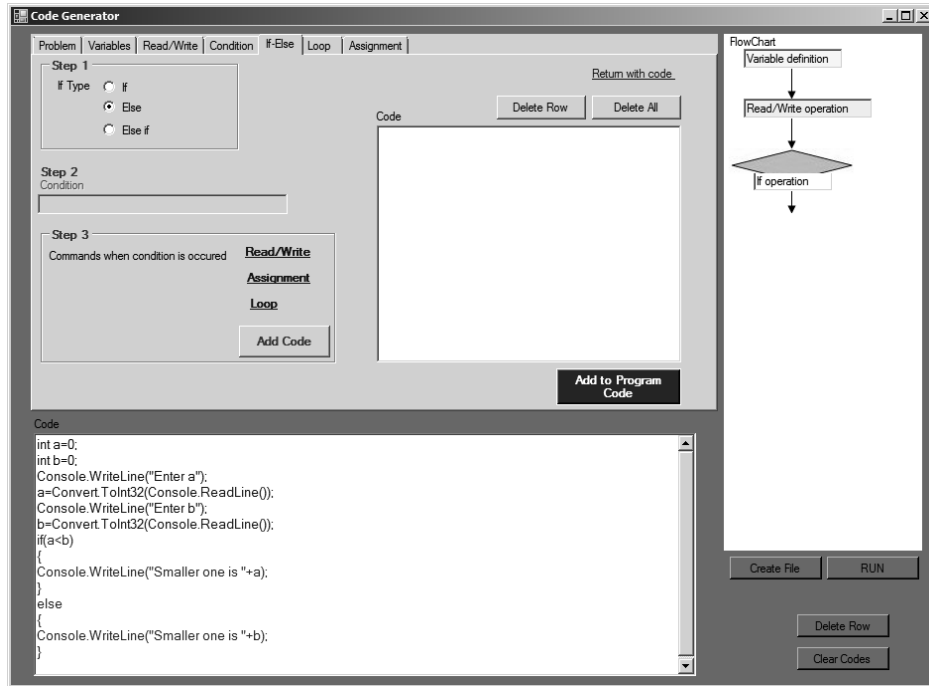 Code Generator
Problem Variables Read/Write Condition If-Else Loop Assignment
Step 1
If Type If
Else
Else if
Return with code
Delete Row Delete All
Code
Step 2
Condition
Step 3
Commands when condition is occured Read/Write
Assignment
Loop
Add Code
Add to Program
Code
FlowChart
Variable definition
Read/Write operation
If operation
Code
int a=0;
int b=0;
Console.WriteLine("Enter a");
a=Convert.ToInt32(Console.ReadLine());
Console.WriteLine("Enter b");
b=Convert.ToInt32(Console.ReadLine());
if(a<b)
{
Console.WriteLine("Smaller one is "+a);
}
else
{
Console.WriteLine("Smaller one is "+b);
}
Create File RUN
Delete Row
Clear Codes